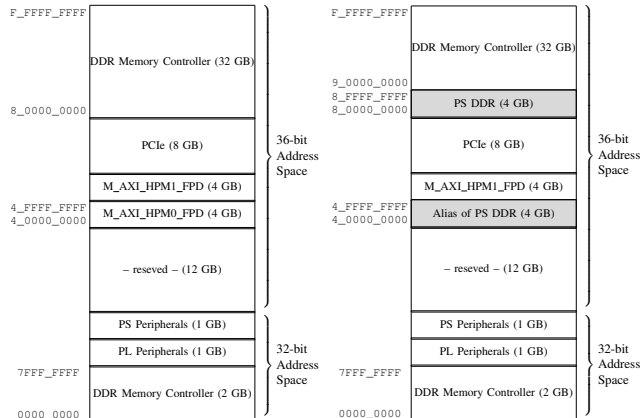 F_FFFF_FFFF
DDR Memory Controller (32 GB)
8_0000_0000
PCIe (8 GB)
M_AXI_HPM1_FPD (4 GB)
4_FFFF_FFFF
M_AXI_HPM0_FPD (4 GB)
4_0000_0000
– reseved – (12 GB)
36-bit
Address
Space
PS Peripherals (1 GB)
PL Peripherals (1 GB)
7FFF_FFFF
DDR Memory Controller (2 GB)
0000_0000
32-bit
Address
Space
F_FFFF_FFFF
DDR Memory Controller (32 GB)
9_0000_0000
8_FFFF_FFFF
PS DDR (4 GB)
8_0000_0000
PCIe (8 GB)
M_AXI_HPM1_FPD (4 GB)
4_FFFF_FFFF
Alias of PS DDR (4 GB)
4_0000_0000
– reseved – (12 GB)
36-bit
Address
Space
PS Peripherals (1 GB)
PL Peripherals (1 GB)
7FFF_FFFF
DDR Memory Controller (2 GB)
0000_0000
32-bit
Address
Space